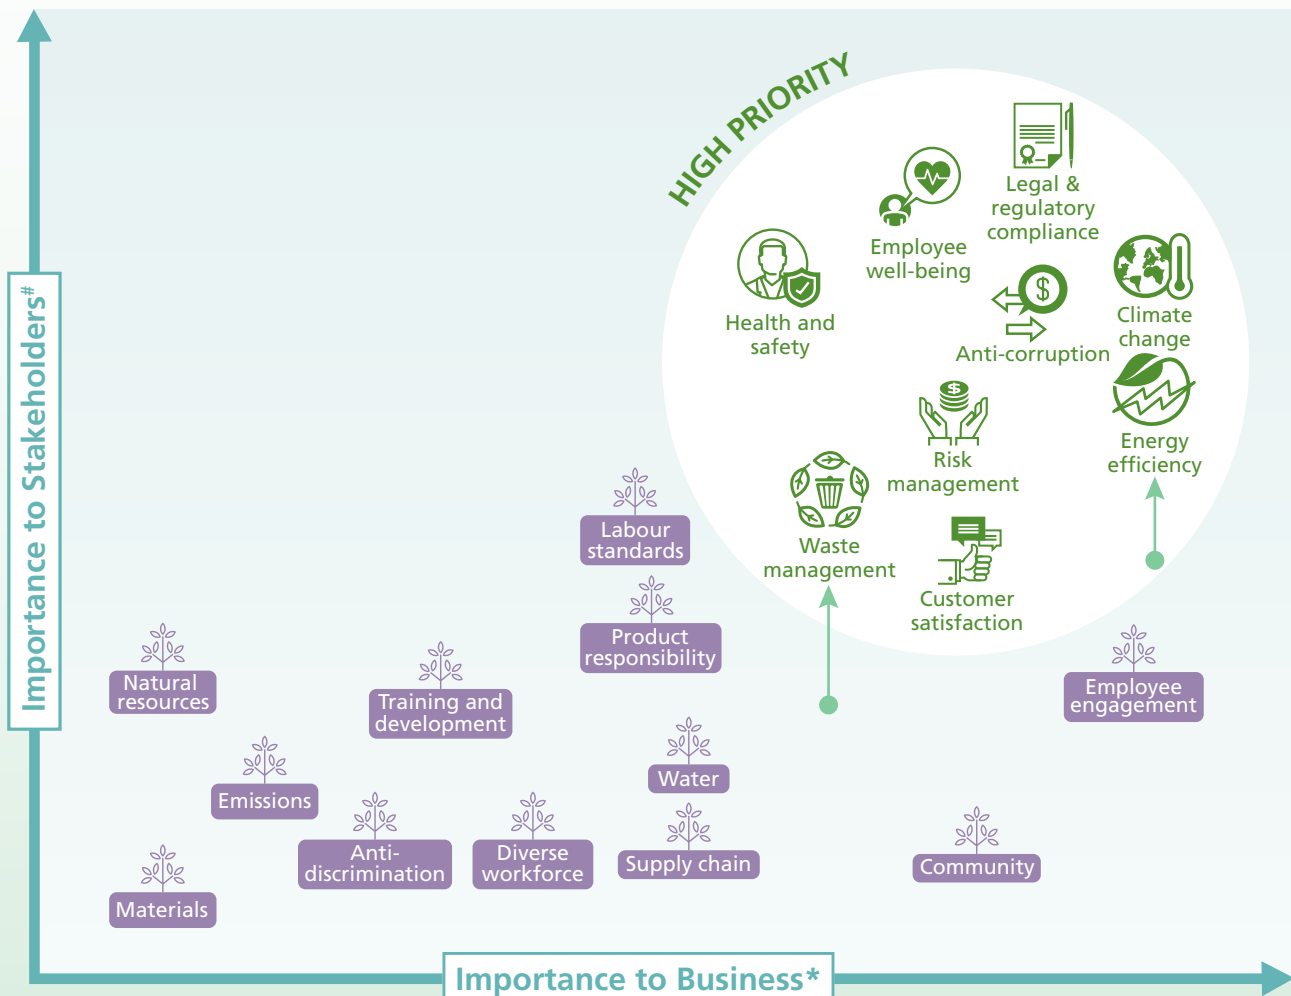 HIGH PRIORITY
Legal &
regulatory
compliance
Employee
well-being
Health and
safety
Climate
change
Anti-corruption
Energy
efficiency
Risk
management
Waste
management
Customer
satisfaction
Labour
standards
Product
responsibility
Natural
resources
Training and
development
Employee
engagement
Water
Emissions
Anti-
discrimination
Diverse
workforce
Supply chain
Community
Materials
Importance to Stakeholders#
Importance to Business*